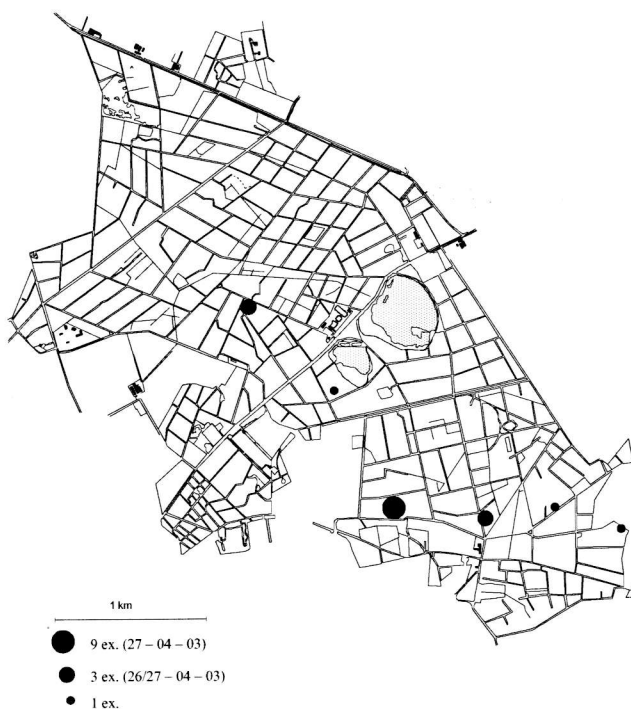 1 km
9 ex. (27 – 04 – 03)
3 ex. (26/27 – 04 – 03)
1 ex.